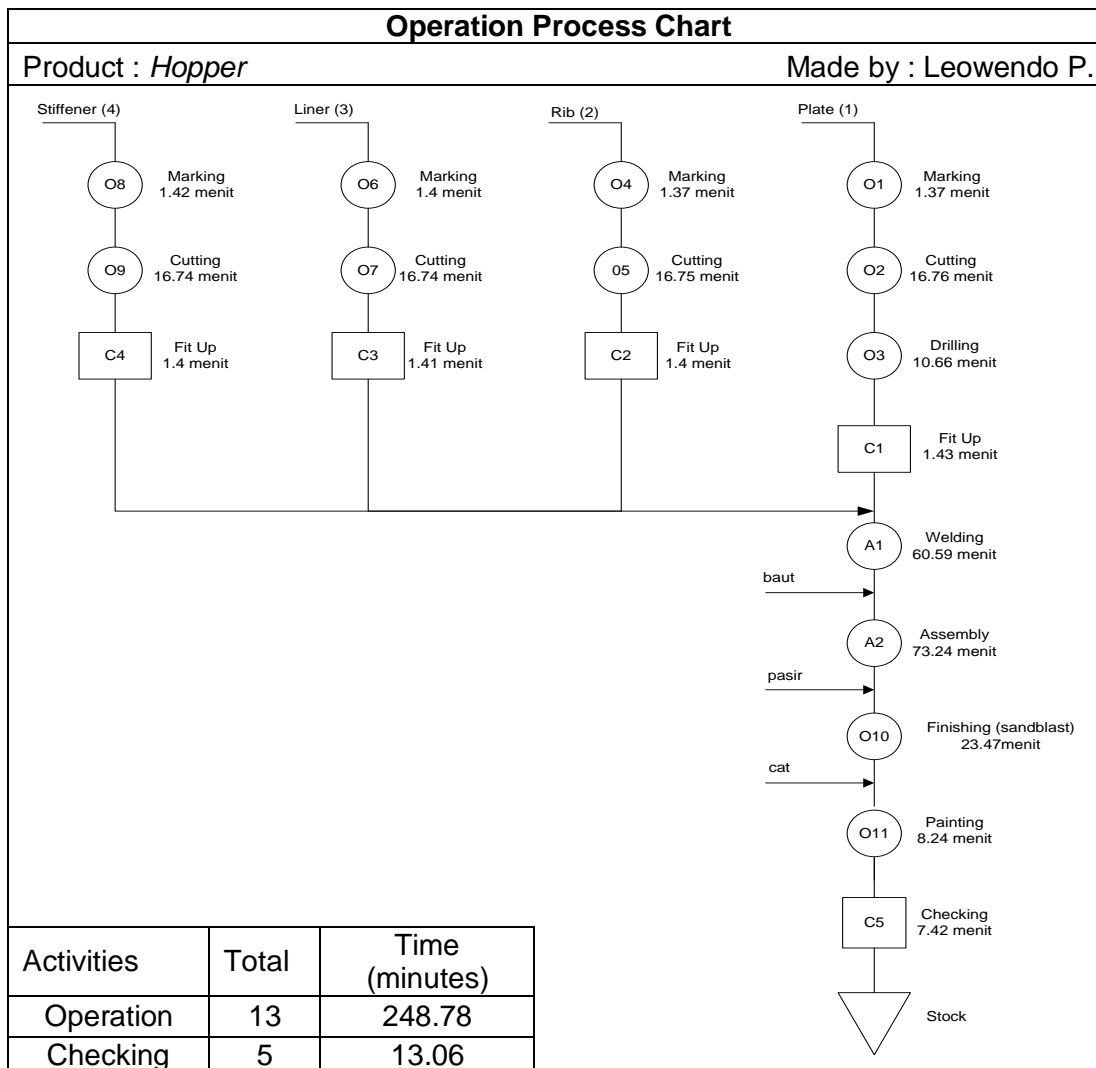 Operation Process Chart
Product : Hopper
Made by : Leowendo P.
Stiffener (4)
Liner (3)
Rib (2)
Plate (1)
O8
Marking
1.42 menit
O6
Marking
1.4 menit
O4
Marking
1.37 menit
O1
Marking
1.37 menit
O9
Cutting
16.74 menit
O7
Cutting
16.74 menit
05
Cutting
16.75 menit
O2
Cutting
16.76 menit
C4
Fit Up
1.4 menit
C3
Fit Up
1.41 menit
C2
Fit Up
1.4 menit
O3
Drilling
10.66 menit
C1
Fit Up
1.43 menit
A1
Welding
60.59 menit
baut
A2
Assembly
73.24 menit
pasir
O10
Finishing (sandblast)
23.47menit
cat
O11
Painting
8.24 menit
C5
Checking
7.42 menit
Stock
Activities
Total
Time
(minutes)
Operation
13
248.78
Checking
5
13.06